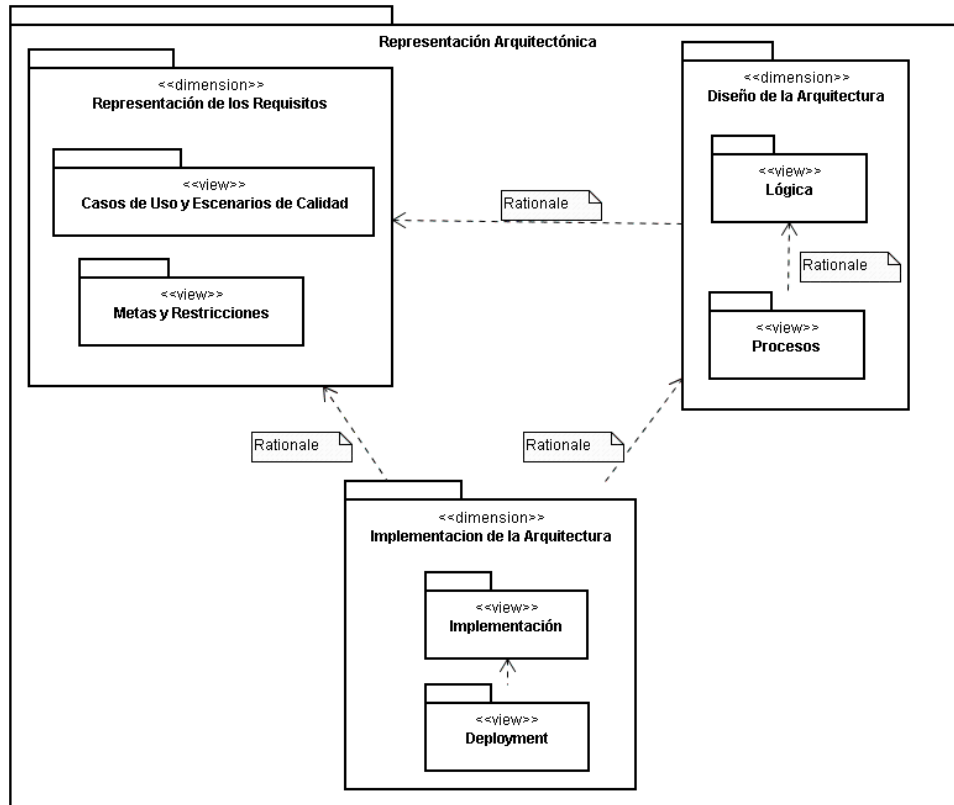 Representación Arquitectónica
<<dimension>>
Representación de los Requisitos
<<view>>
Casos de Uso y Escenarios de Calidad
<<view>>
Metas y Restricciones
Rationale
<<dimension>>
Diseño de la Arquitectura
<<view>>
Lógica
Rationale
<<view>>
Procesos
Rationale
Rationale
<<dimension>>
Implementacion de la Arquitectura
<<view>>
Implementación
<<view>>
Deployment